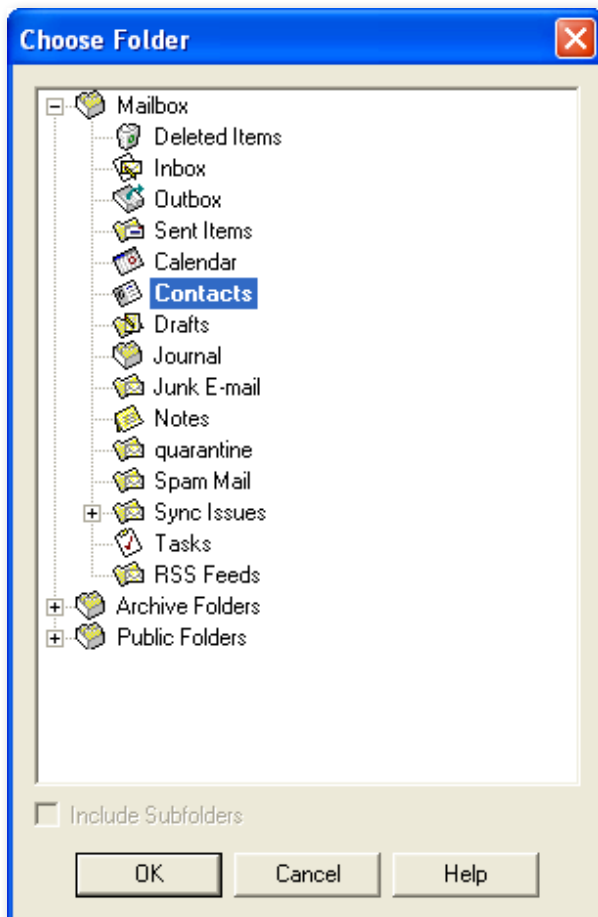 Choose Folder
Mailbox
Deleted Items
Inbox
Outbox
Sent Items
Calendar
Contacts
Drafts
Journal
Junk E-mail
Notes
quarantine
Spam Mail
Sync Issues
Tasks
RSS Feeds
Archive Folders
Public Folders
Include Subfolders
OK Cancel Help